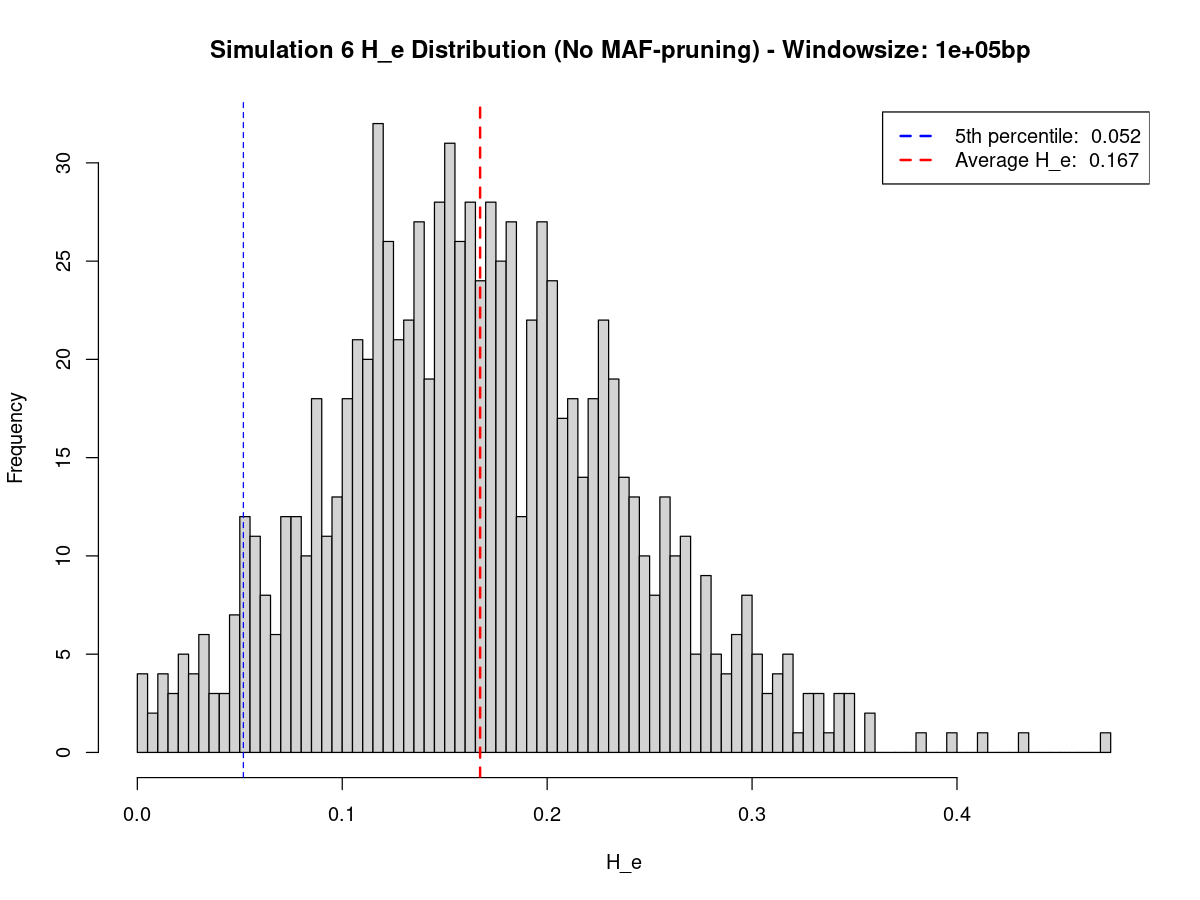 Simulation 6 H_e Distribution (No MAF-pruning) - Windowsize: 1e+05bp
5th percentile: 0.052
Average H_e: 0.167
Frequency
30
25
20
15
10
5
0
0.0 0.1 0.2 0.3 0.4
H_e